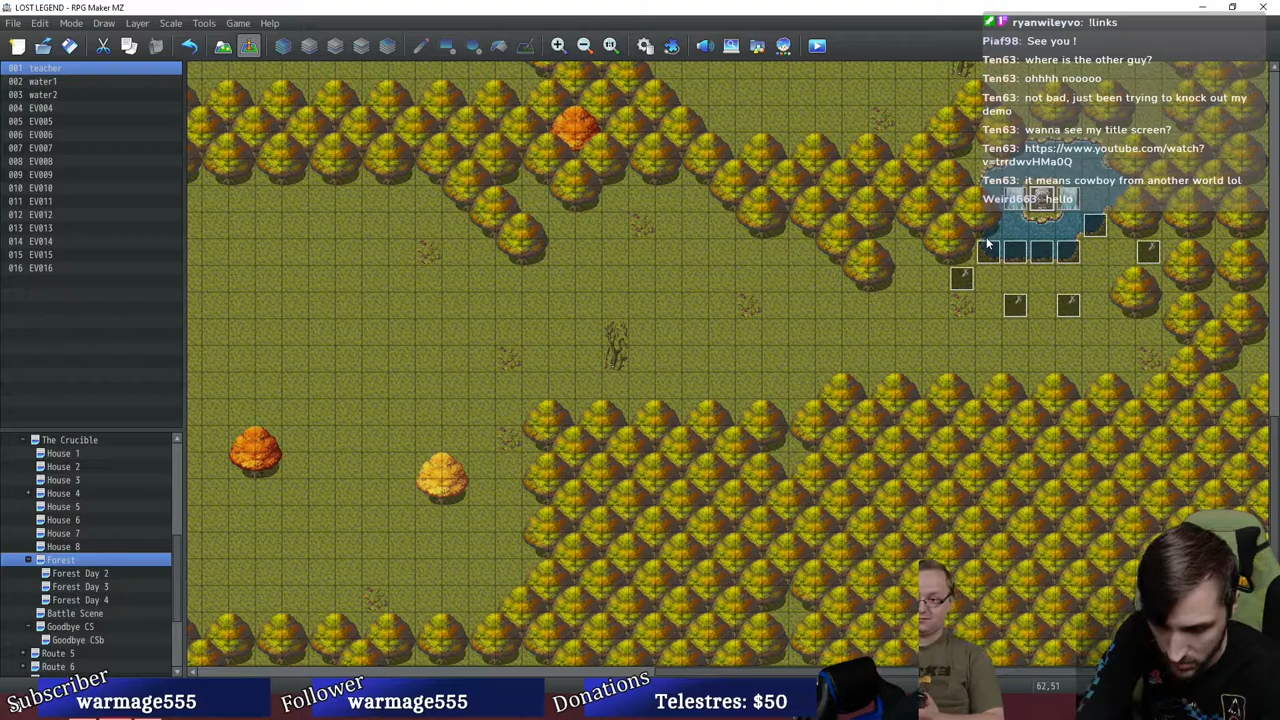 LOST LEGEND - RPG Maker MZ
File Edit Mode Draw Layer Scale Tools Game Help
001 teacher
002 water1
003 water2
004 EV004
005 EV005
006 EV006
007 EV007
008 EV008
009 EV009
010 EV010
011 EV011
012 EV012
013 EV013
014 EV014
015 EV015
016 EV016
The Crucible
House 1
House 2
House 3
House 4
House 5
House 6
House 7
House 8
Forest
Forest Day 2
Forest Day 3
Forest Day 4
Battle Scene
Goodbye CS
Goodbye CSb
Route 5
Route 6
ryanwileyvo: !links
Piaf98: See you !
Ten63: where is the other guy?
Ten63: ohhhh nooooo
Ten63: not bad, just been trying to knock out my
demo
Ten63: wanna see my title screen?
Ten63: https://www.youtube.com/watch?
v=trrdwvHMa0Q
Ten63: it means cowboy from another world lol
Weird663: hello
62,51
Subscriber
warmage555
Follower
warmage555
Donations
Telestres: $50